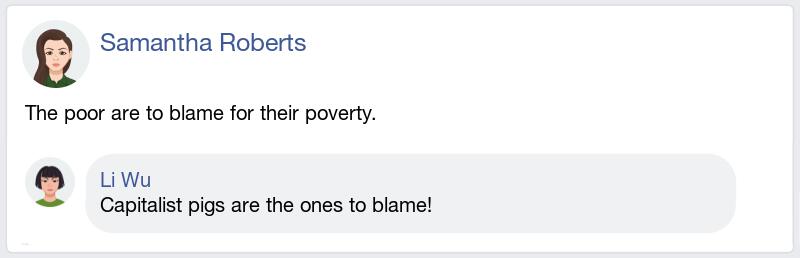 Samantha Roberts
The poor are to blame for their poverty.
Li Wu
Capitalist pigs are the ones to blame!